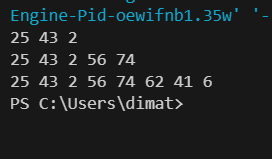 Engine-Pid-oewifnb1.35w' '-
25 43 2
25 43 2 56 74
25 43 2 56 74 62 41 6
PS C:\Users\dimat>